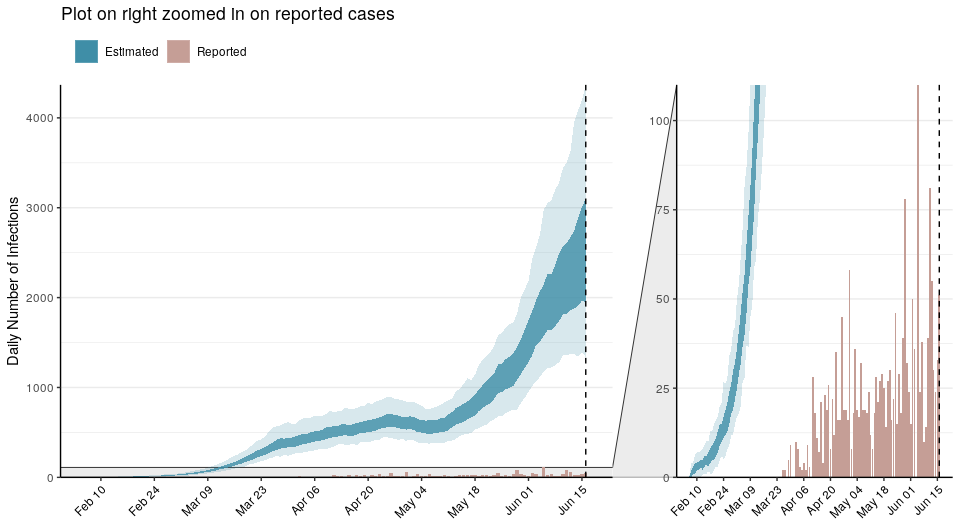 Plot on right zoomed in on reported cases
Estimated Reported
Daily Number of Infections
4000
3000
2000
1000
0
Feb 10 Feb 24 Mar 09 Mar 23 Apr 06 Apr 20 May 04 May 18 Jun 01 Jun 15
100
75
50
25
0
Feb 10 Feb 24 Mar 09 Mar 23 Apr 06 Apr 20 May 04 May 18 Jun 01 Jun 15